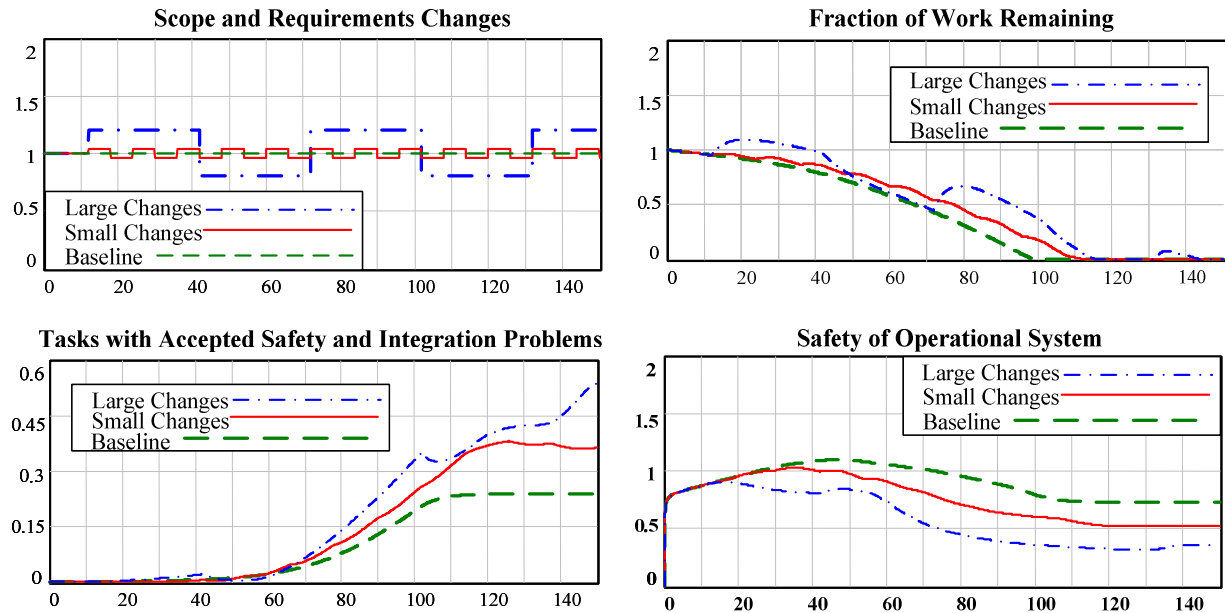 Scope and Requirements Changes
2
1.5
1
0.5
0
Large Changes
Small Changes
Baseline
0 20 40 60 80 100 120 140
Fraction of Work Remaining
2
1.5
1
0.5
0
Large Changes
Small Changes
Baseline
0 20 40 60 80 100 120 140
Tasks with Accepted Safety and Integration Problems
0.6
0.45
0.3
0.15
0
Large Changes
Small Changes
Baseline
0 20 40 60 80 100 120 140
Safety of Operational System
2
1.5
1
0.5
0
Large Changes
Small Changes
Baseline
0 20 40 60 80 100 120 140